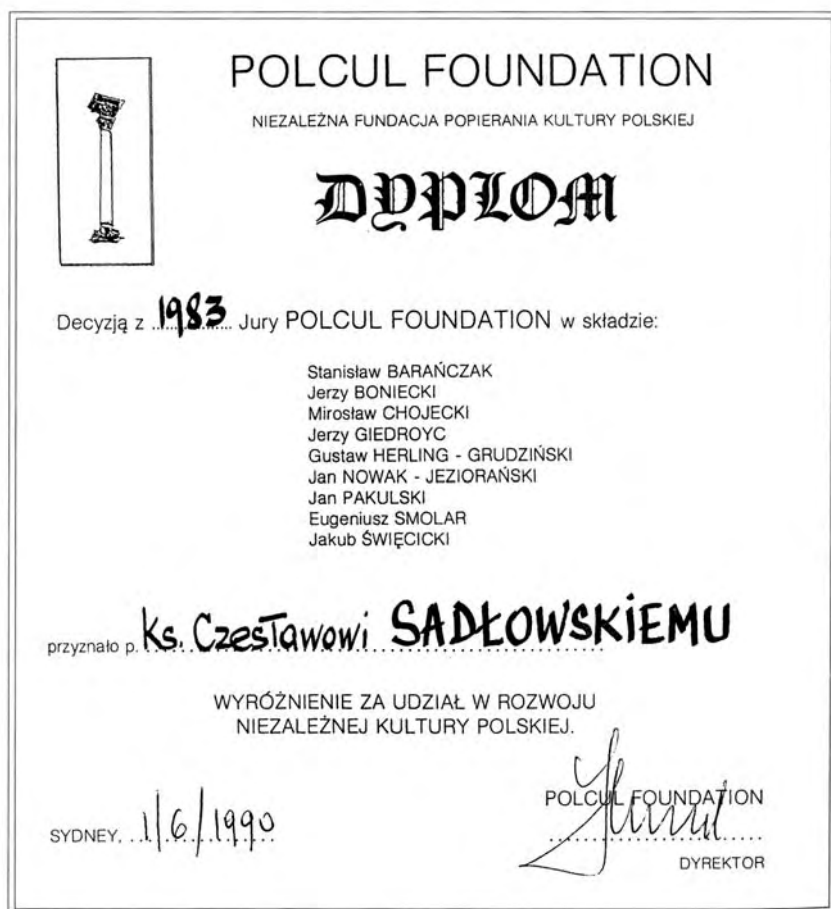 POLCUL FOUNDATION
NIEZALEŻNA FUNDACJA POPIERANIA KULTURY POLSKIEJ
DYPLOM
Decyzją z 1983 Jury POLCUL FOUNDATION w składzie:
Stanisław BARAŃCZAK
Jerzy BONIECKI
Mirosław CHOJECKI
Jerzy GIEDROYC
Gustaw HERLING - GRUDZIŃSKI
Jan NOWAK - JEZIORAŃSKI
Jan PAKULSKI
Eugeniusz SMOLAR
Jakub ŚWIĘCICKI
przyznało p. Ks. Czesławowi SADŁOWSKiEMU
WYRÓŻNIENIE ZA UDZIAŁ W ROZWOJU
NIEZALEŻNEJ KULTURY POLSKIEJ.
POLCUL FOUNDATION
SYDNEY, 1/6/1990
DYREKTOR